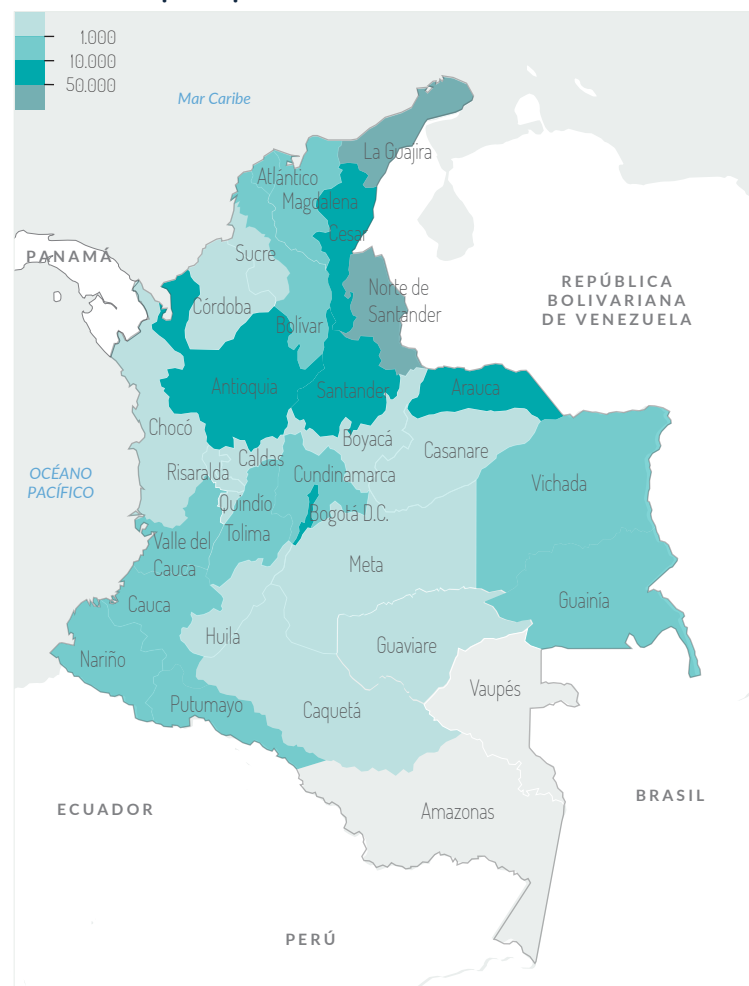 1.000
10.000
50.000
Mar Caribe
La Guajira
Atlántico
Magdalena
Cesar
PANAMÁ
Sucre
Norte de
Santander
REPÚBLICA
BOLIVARIANA
DE VENEZUELA
Córdoba
Bolívar
Antioquia
Santander
Arauca
Chocó
Boyacá
Casanare
Caldas
Risaralda
Cundinamarca
OCÉANO
PACÍFICO
Vichada
Quindío
Bogotá D.C.
Tolima
Valle del
Cauca
Meta
Cauca
Guainía
Huila
Guaviare
Nariño
Vaupés
Putumayo
Caquetá
BRASIL
ECUADOR
Amazonas
PERÚ